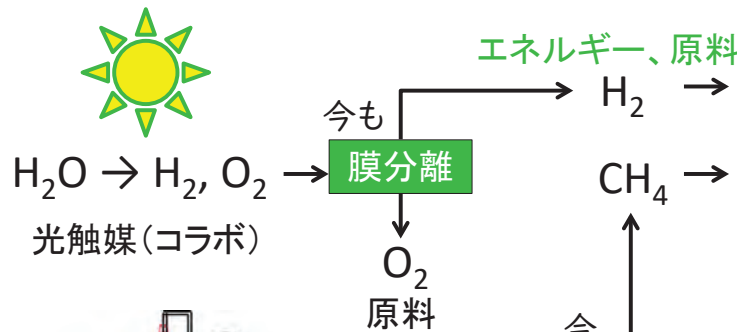 エネルギー、原料
H₂ →
今も
H₂O → H₂, O₂ →
膜分離
CH₄ →
光触媒(コラボ)
O₂
原料
今